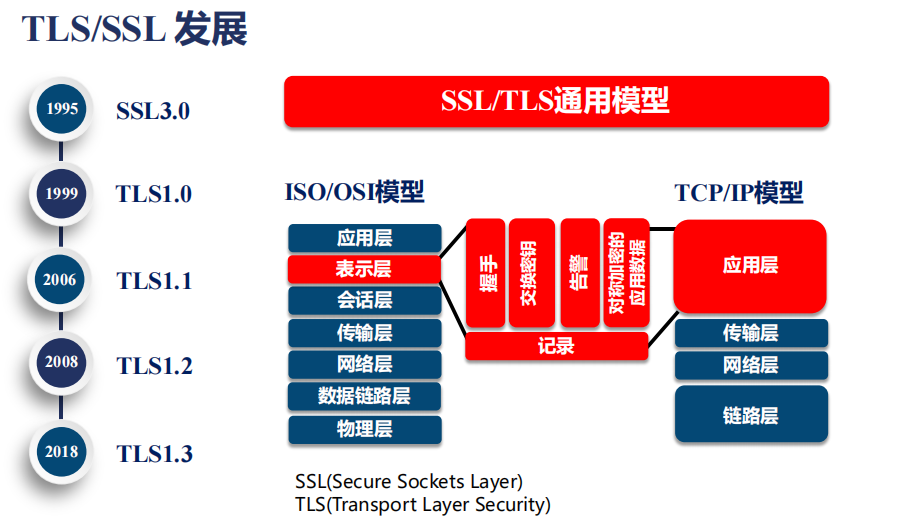 TLS/SSL 发展
1995
SSL3.0
1999
TLS1.0
2006
TLS1.1
2008
TLS1.2
2018
TLS1.3
SSL/TLS通用模型
ISO/OSI模型
应用层
表示层
会话层
传输层
网络层
数据链路层
物理层
握手
交换密钥
告警
对称加密的
应用数据
记录
TCP/IP模型
应用层
传输层
网络层
链路层
SSL(Secure Sockets Layer)
TLS(Transport Layer Security)